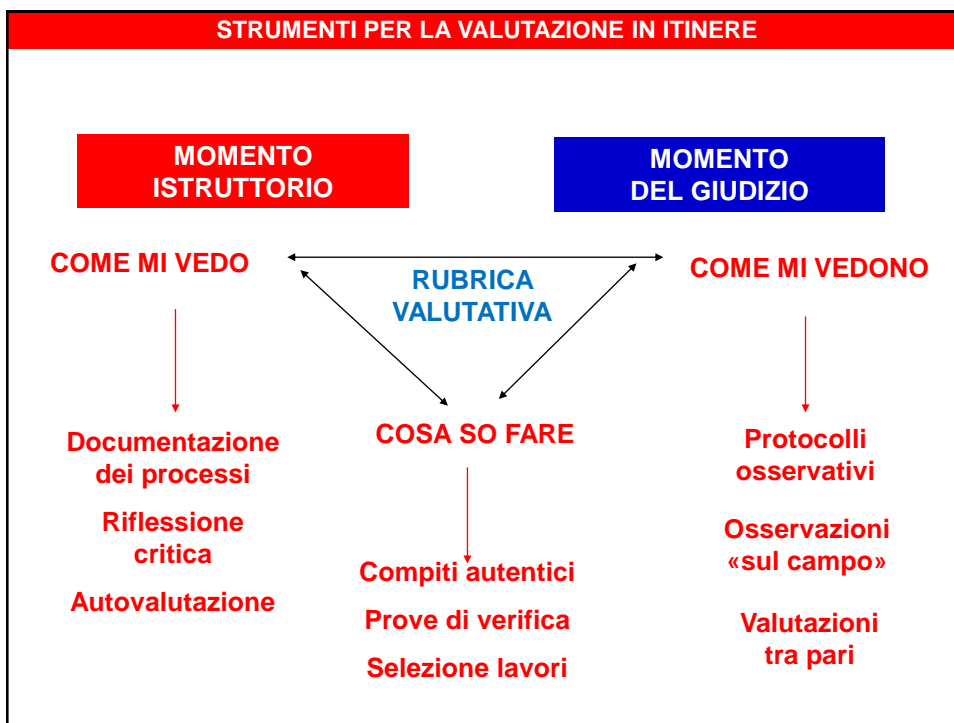 STRUMENTI PER LA VALUTAZIONE IN ITINERE
MOMENTO
ISTRUTTORIO
MOMENTO
DEL GIUDIZIO
COME MI VEDO
RUBRICA
VALUTATIVA
COME MI VEDONO
COSA SO FARE
Documentazione
dei processi
Riflessione
critica
Autovalutazione
Compiti autentici
Prove di verifica
Selezione lavori
Protocolli
osservativi
Osservazioni
«sul campo»
Valutazioni
tra pari